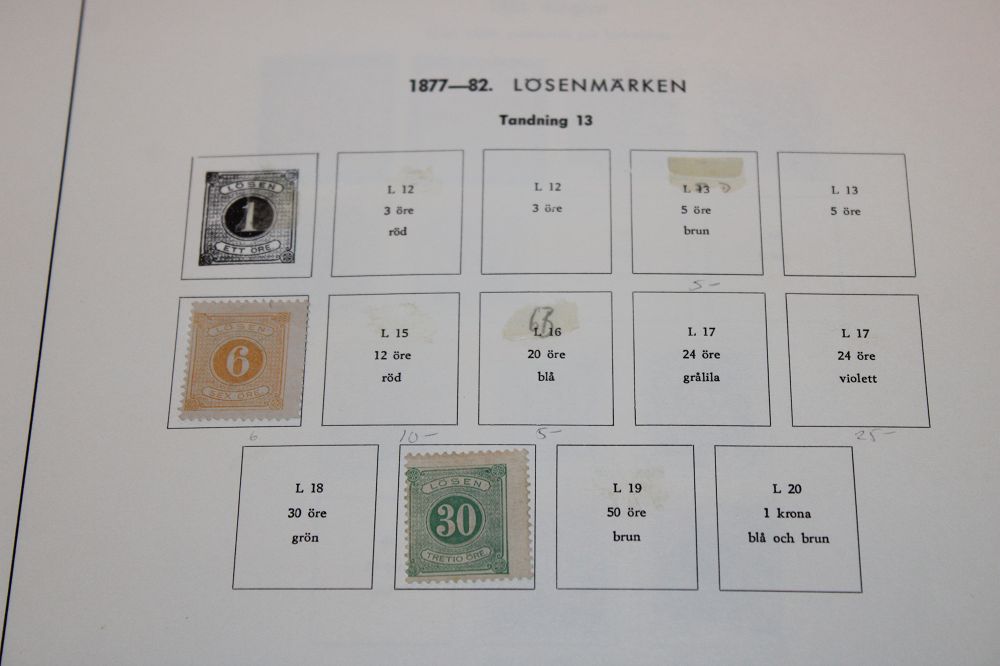 1877—82. LÖSENMÄRKEN
Tandning 13
LÖSEN
1
ETT ÖRE
L 12
3 öre
röd
L 12
3 öre
L 13
5 öre
brun
L 13
5 öre
5-
LÖSEN
6
SEX ÖRE
L 15
12 öre
röd
63
L 16
20 öre
blå
L 17
24 öre
grålila
L 17
24 öre
violett
6
10-
5-
25-
L 18
30 öre
grön
LÖSEN
30
TRETIO ÖRE
L 19
50 öre
brun
L 20
1 krona
blå och brun